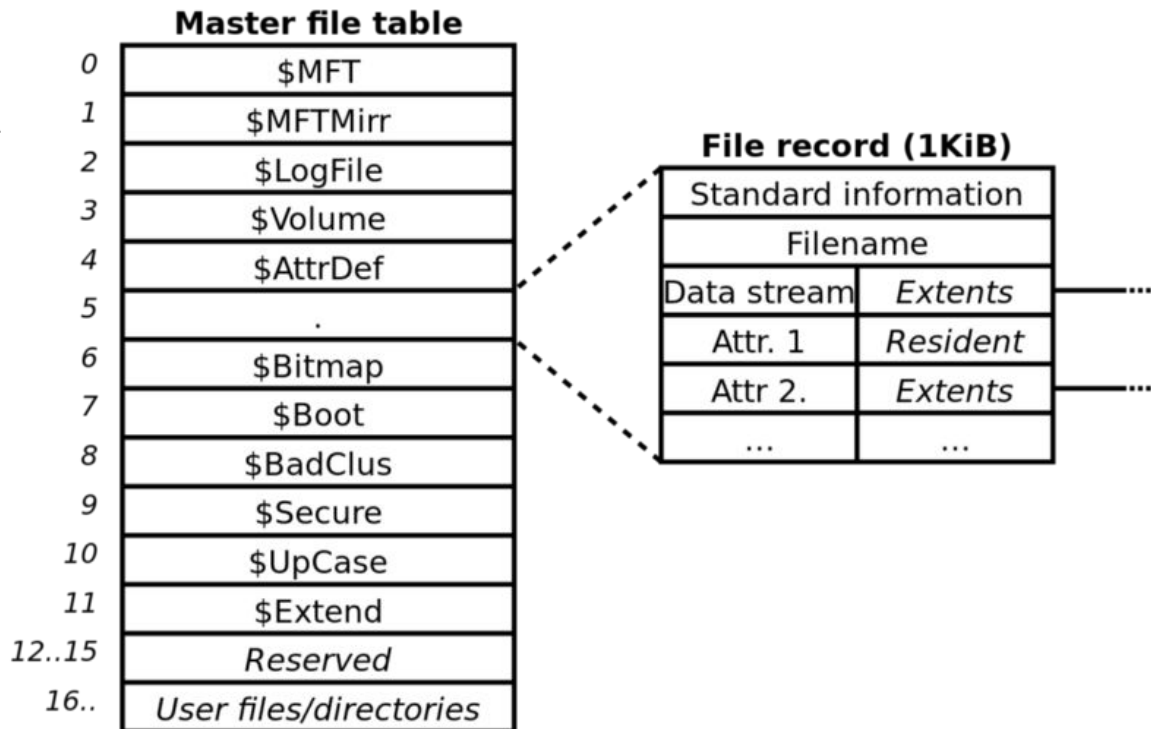 Master file table
0 $MFT
1 $MFTMirr
2 $LogFile
3 $Volume
4 $AttrDef
5 .
6 $Bitmap
7 $Boot
8 $BadClus
9 $Secure
10 $UpCase
11 $Extend
12..15 Reserved
16.. User files/directories
File record (1KiB)
Standard information
Filename
Data stream Extents
Attr. 1 Resident
Attr 2. Extents
... ...